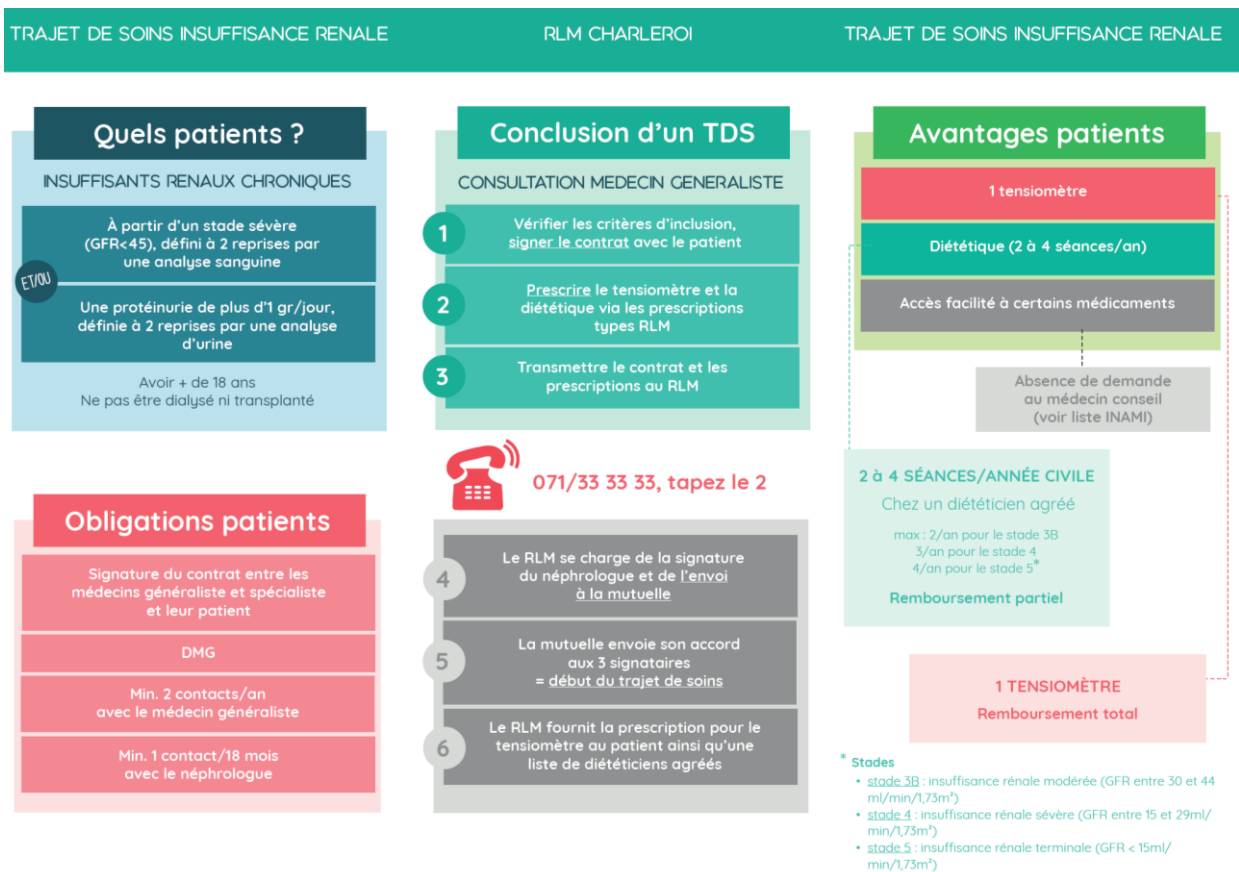 TRAJET DE SOINS INSUFFISANCE RENALE
Quels patients ?
INSUFFISANTS RENAUX CHRONIQUES
À partir d'un stade sévère
(GFR<45), défini à 2 reprises par
une analyse sanguine
ET/OU
Une protéinurie de plus d'1 gr/jour,
définie à 2 reprises par une analyse
d'urine
Avoir + de 18 ans
Ne pas être dialysé ni transplanté
Obligations patients
Signature du contrat entre les
médecins généraliste et spécialiste
et leur patient
DMG
Min. 2 contacts/an
avec le médecin généraliste
Min. 1 contact/18 mois
avec le néphrologue
RLM CHARLEROI
Conclusion d'un TDS
CONSULTATION MEDECIN GENERALISTE
1
Vérifier les critères d'inclusion,
signer le contrat avec le patient
2
Prescrire le tensiomètre et la
diététique via les prescriptions
types RLM
3
Transmettre le contrat et les
prescriptions au RLM
071/33 33 33, tapez le 2
4
Le RLM se charge de la signature
du néphrologue et de l'envoi
à la mutuelle
5
La mutuelle envoie son accord
aux 3 signataires
= début du trajet de soins
6
Le RLM fournit la prescription pour le
tensiomètre au patient ainsi qu'une
liste de diététiciens agréés
TRAJET DE SOINS INSUFFISANCE RENALE
Avantages patients
1 tensiomètre
Diététique (2 à 4 séances/an)
Accès facilité à certains médicaments
Absence de demande
au médecin conseil
(voir liste INAMI)
2 à 4 SÉANCES/ANNÉE CIVILE
Chez un diététicien agréé
max : 2/an pour le stade 3B
3/an pour le stade 4
4/an pour le stade 5*
Remboursement partiel
1 TENSIOMÈTRE
Remboursement total
* Stades
• stade 3B : insuffisance rénale modérée (GFR entre 30 et 44
ml/min/1,73m²)
• stade 4 : insuffisance rénale sévère (GFR entre 15 et 29ml/
min/1,73m²)
• stade 5 : insuffisance rénale terminale (GFR < 15ml/
min/1,73m²)